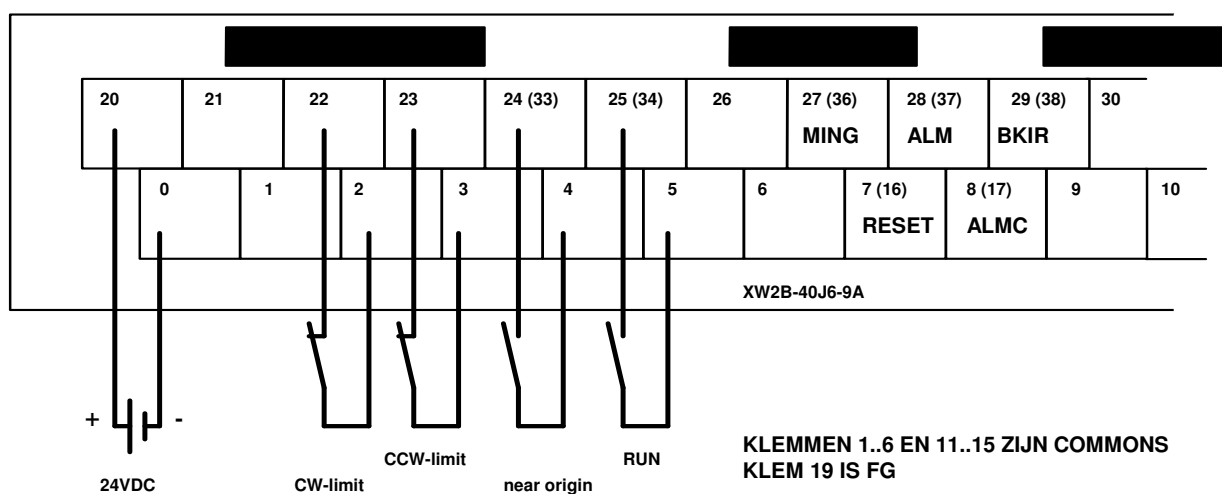 20 21 22 23 24 (33) 25 (34) 26 27 (36) 28 (37) 29 (38) 30
MING ALM BKIR
0 1 2 3 4 5 6 7 (16) 8 (17) 9 10
RESET ALMC
XW2B-40J6-9A
+ -
KLEMMEN 1..6 EN 11..15 ZIJN COMMONS
KLEM 19 IS FG
CCW-limit RUN
24VDC CW-limit near origin